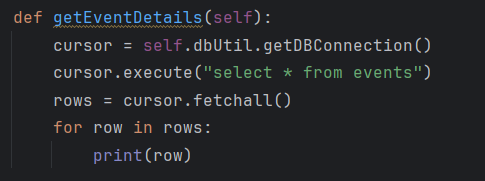 def getEventDetails(self):
    cursor = self.dbUtil.getDBConnection()
    cursor.execute("select * from events")
    rows = cursor.fetchall()
    for row in rows:
        print(row)